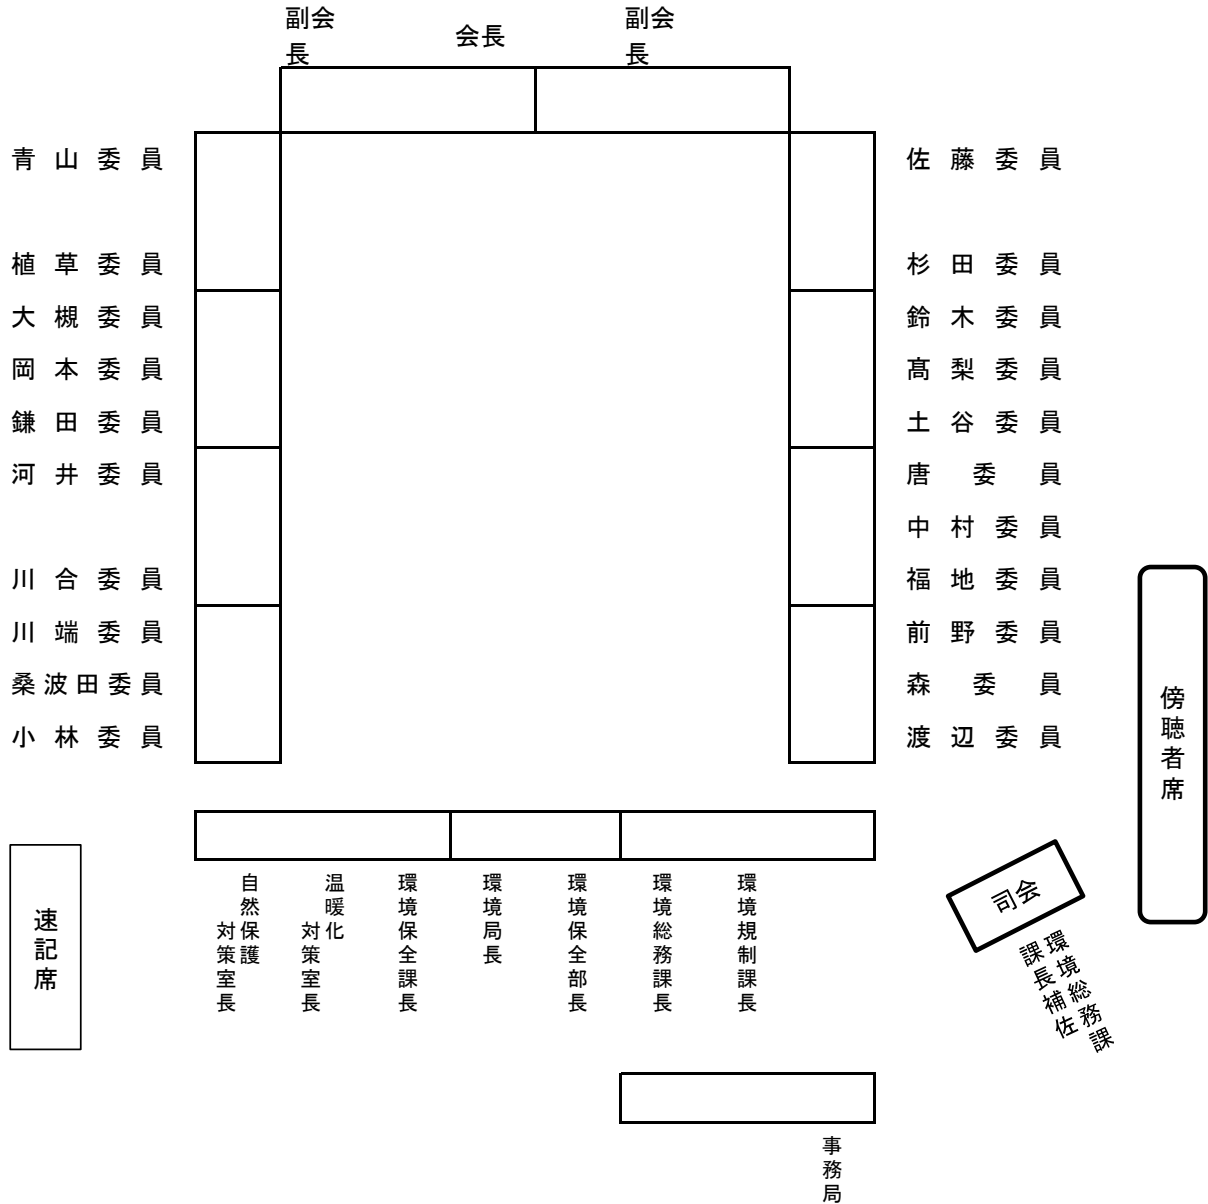 副会長
会長
副会長
青山委員
植草委員
大槻委員
岡本委員
鎌田委員
河井委員
川合委員
川端委員
桑波田委員
小林委員
佐藤委員
杉田委員
鈴木委員
髙梨委員
土谷委員
唐委員
中村委員
福地委員
前野委員
森委員
渡辺委員
傍聴者席
速記席
自然保護
対策室長
温暖化
対策室長
環境保全課長
環境局長
環境保全部長
環境総務課長
環境規制課長
司会
環境総務課
課長補佐
事務局